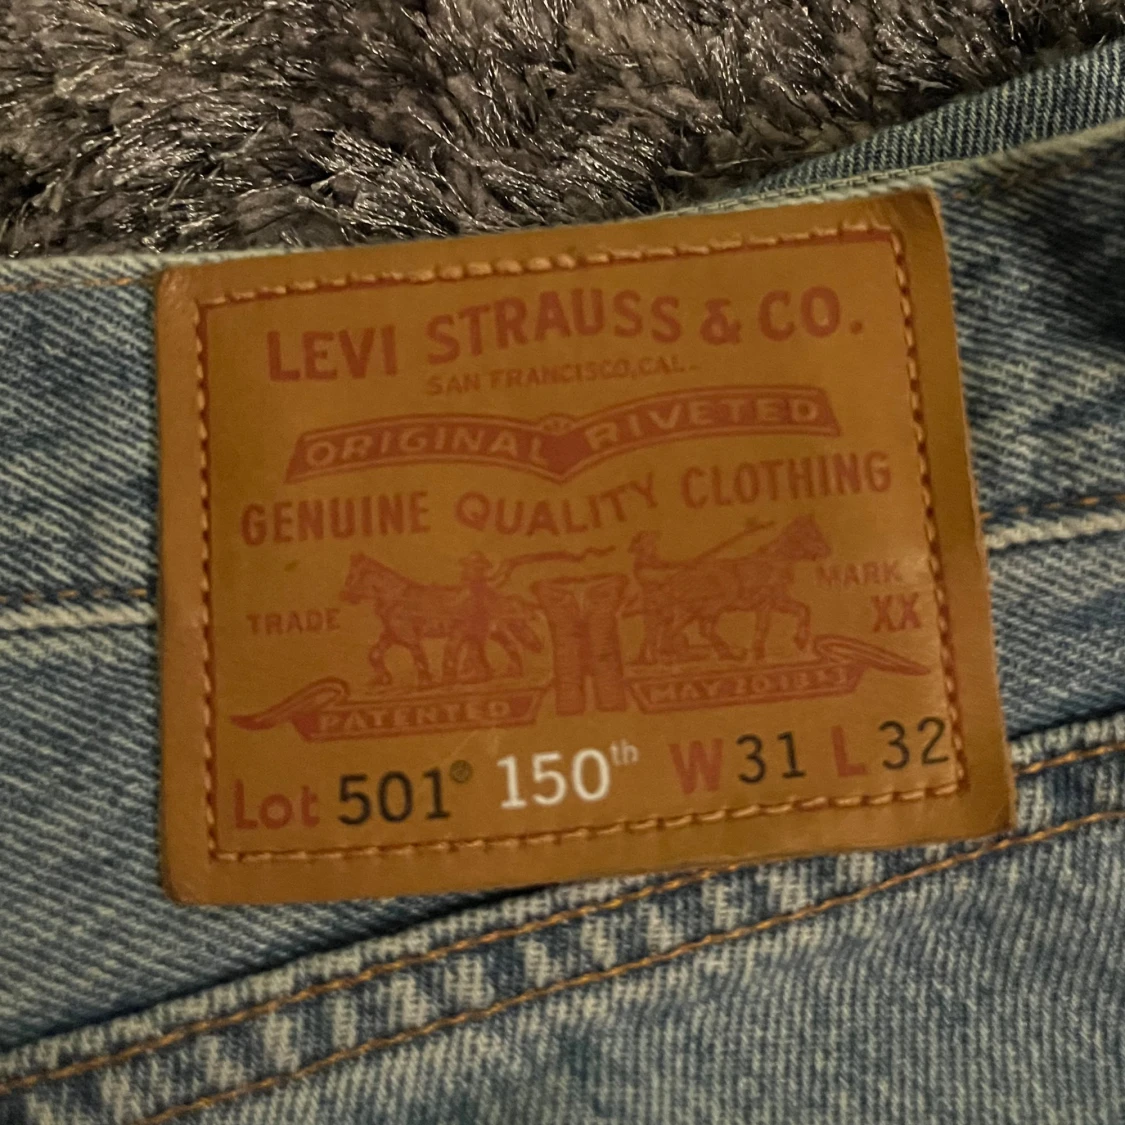 LEVI STRAUSS & CO.
SAN FRANCISCO, CAL.
ORIGINAL RIVETED
GENUINE QUALITY CLOTHING
TRADE MARK
XX
PATENTED MAY 20 1873
Lot 501® 150th W 31 L 32